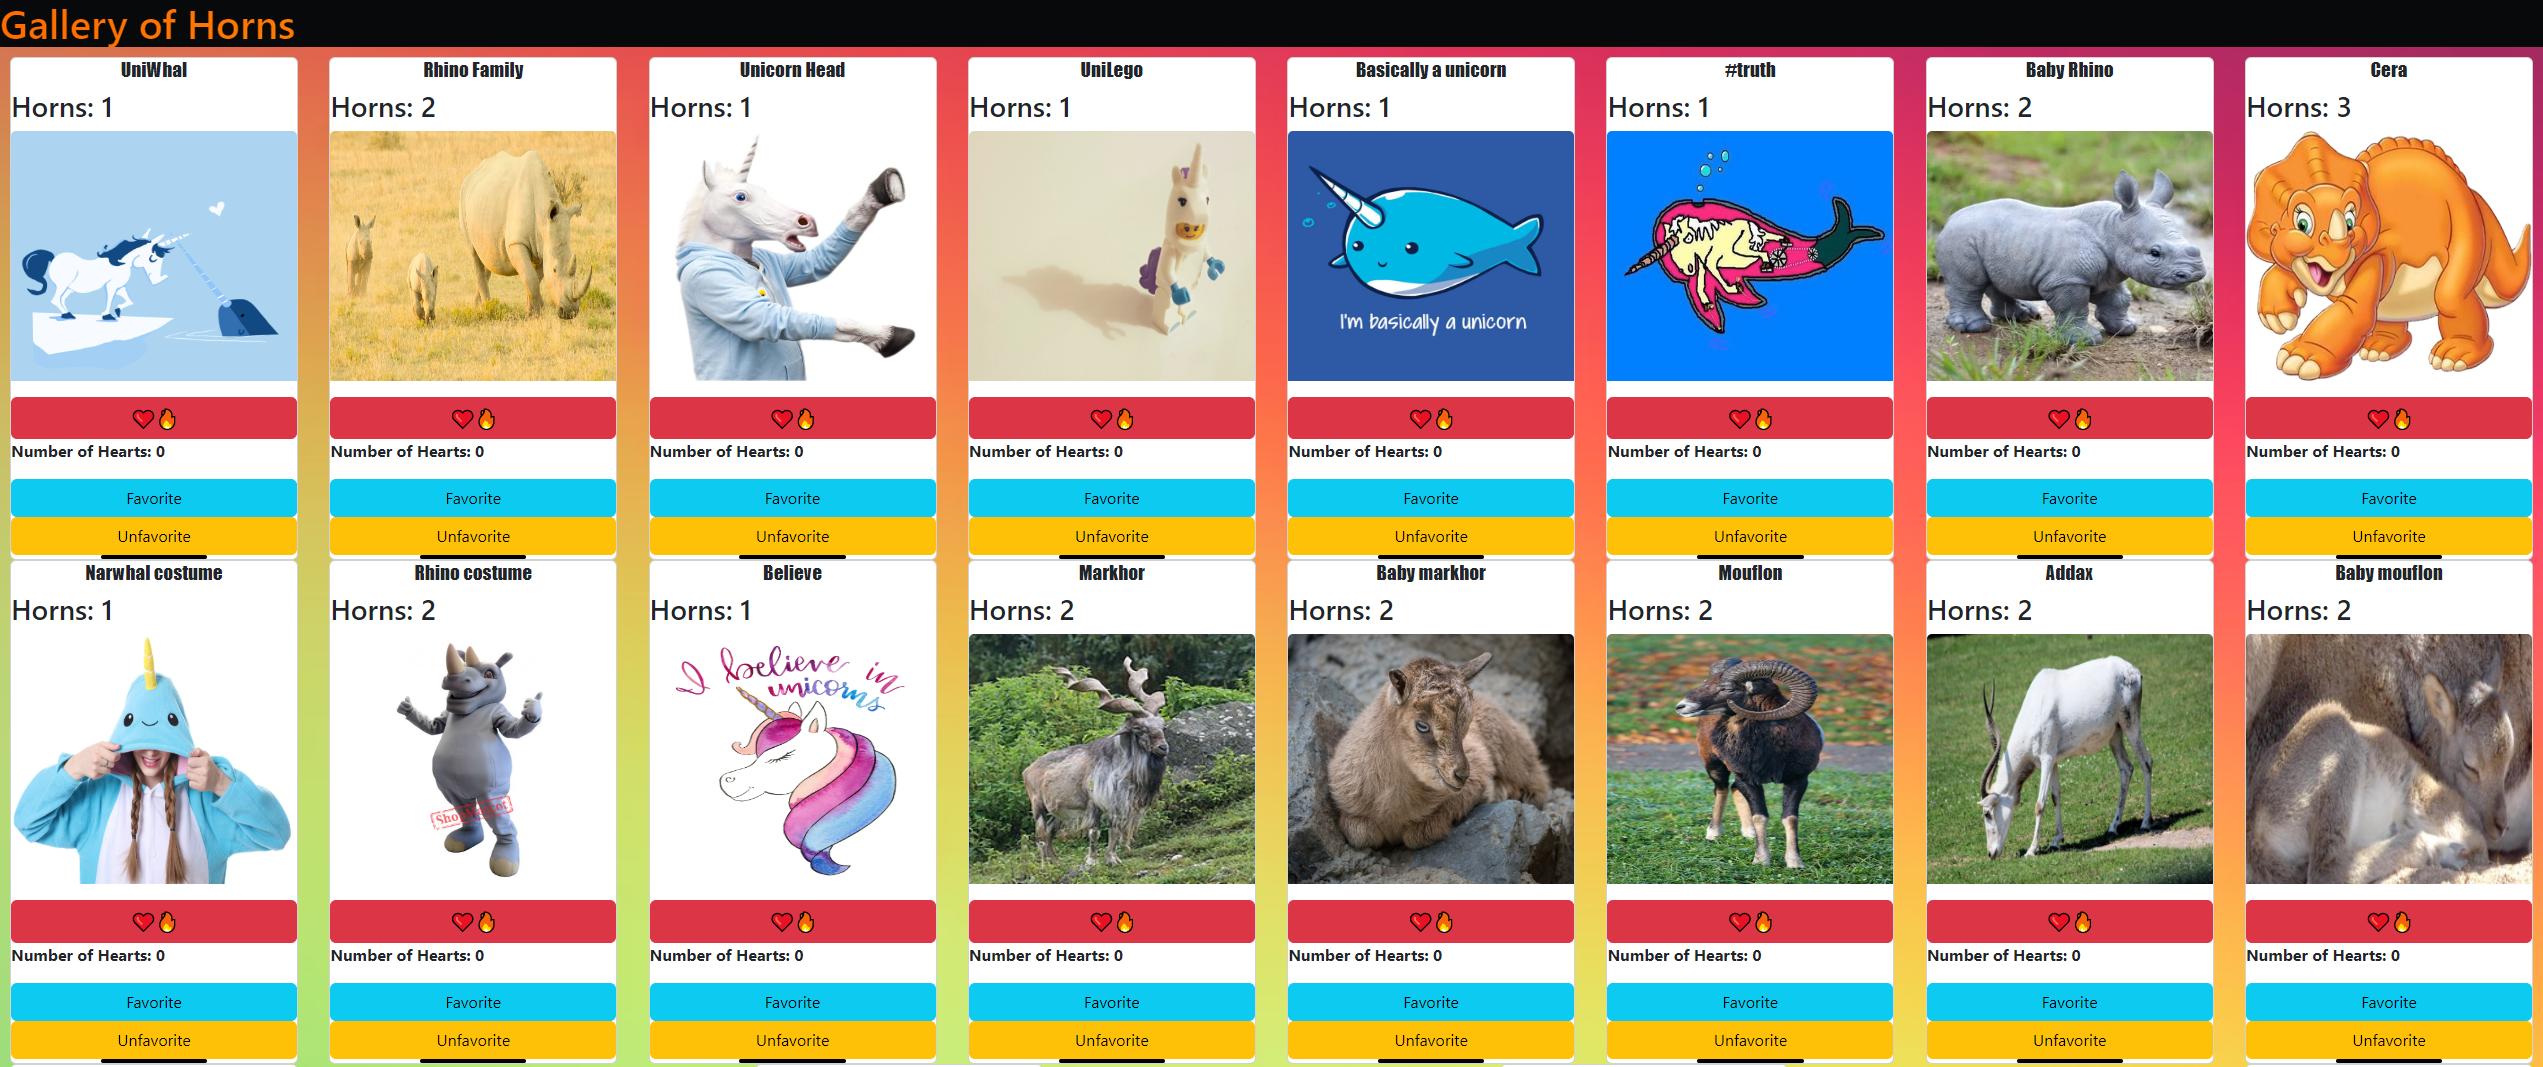 Gallery of Horns
UniWhal
Horns: 1
Number of Hearts: 0
Favorite
Unfavorite
Rhino Family
Horns: 2
Number of Hearts: 0
Favorite
Unfavorite
Unicorn Head
Horns: 1
Number of Hearts: 0
Favorite
Unfavorite
UniLego
Horns: 1
Number of Hearts: 0
Favorite
Unfavorite
Basically a unicorn
Horns: 1
I'm basically a unicorn
Number of Hearts: 0
Favorite
Unfavorite
#truth
Horns: 1
Number of Hearts: 0
Favorite
Unfavorite
Baby Rhino
Horns: 2
Number of Hearts: 0
Favorite
Unfavorite
Cera
Horns: 3
Number of Hearts: 0
Favorite
Unfavorite
Narwhal costume
Horns: 1
Number of Hearts: 0
Favorite
Unfavorite
Rhino costume
Horns: 2
Number of Hearts: 0
Favorite
Unfavorite
Believe
Horns: 1
I believe in
unicorns
Number of Hearts: 0
Favorite
Unfavorite
Markhor
Horns: 2
Number of Hearts: 0
Favorite
Unfavorite
Baby markhor
Horns: 2
Number of Hearts: 0
Favorite
Unfavorite
Mouflon
Horns: 2
Number of Hearts: 0
Favorite
Unfavorite
Addax
Horns: 2
Number of Hearts: 0
Favorite
Unfavorite
Baby mouflon
Horns: 2
Number of Hearts: 0
Favorite
Unfavorite